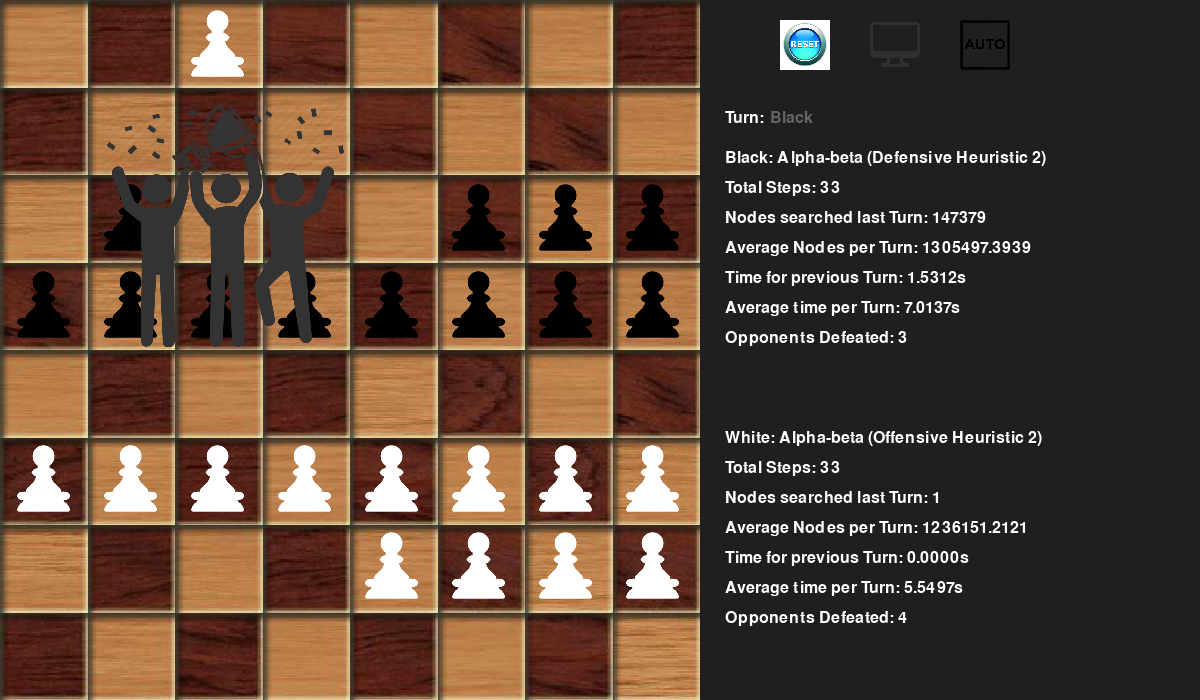 RESET
AUTO
Turn: Black
Black: Alpha-beta (Defensive Heuristic 2)
Total Steps: 33
Nodes searched last Turn: 147379
Average Nodes per Turn: 1305497.3939
Time for previous Turn: 1.5312s
Average time per Turn: 7.0137s
Opponents Defeated: 3
White: Alpha-beta (Offensive Heuristic 2)
Total Steps: 33
Nodes searched last Turn: 1
Average Nodes per Turn: 1236151.2121
Time for previous Turn: 0.0000s
Average time per Turn: 5.5497s
Opponents Defeated: 4